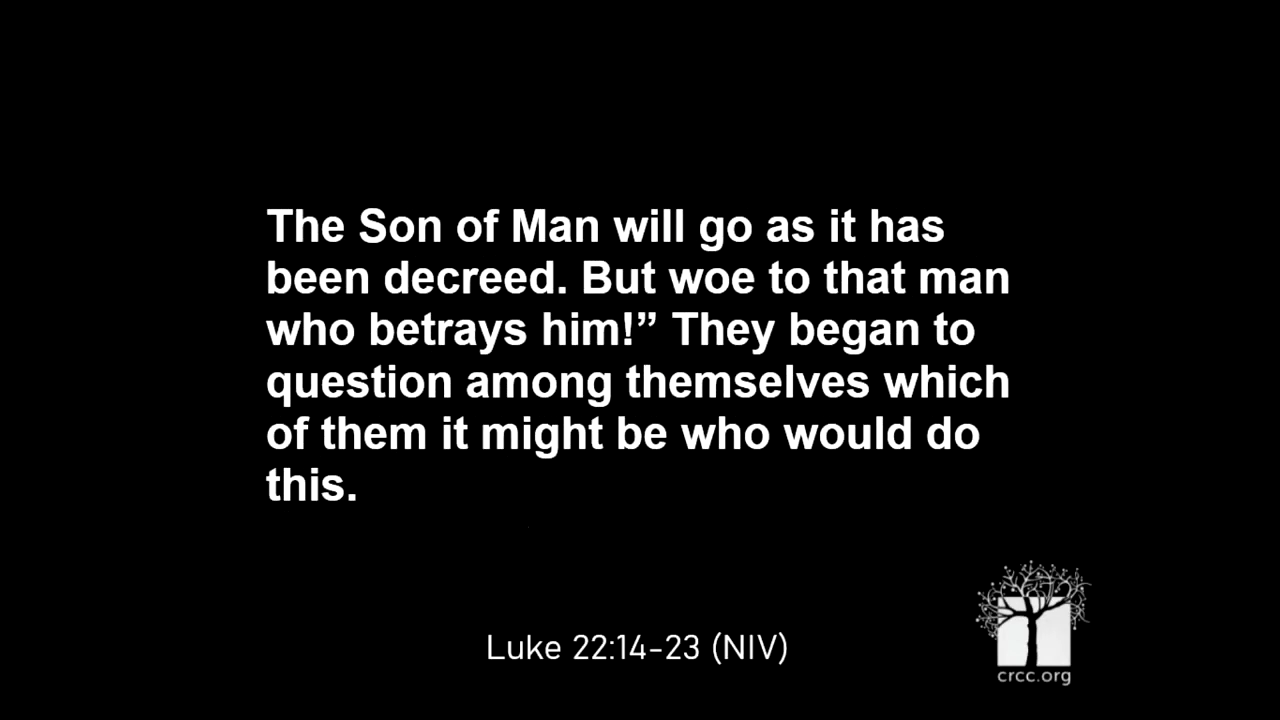 The Son of Man will go as it has
been decreed. But woe to that man
who betrays him!” They began to
question among themselves which
of them it might be who would do
this.
Luke 22:14-23 (NIV)
crcc.org